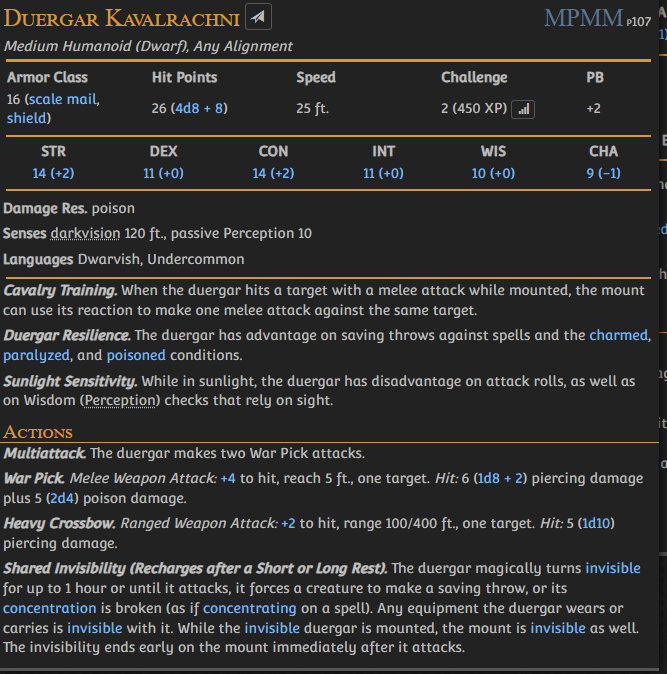 DUERGAR KAVALRACHNI MPMM P107
Medium Humanoid (Dwarf), Any Alignment
Armor Class Hit Points Speed Challenge PB
16 (scale mail, shield) 26 (4d8 + 8) 25 ft. 2 (450 XP) +2
STR DEX CON INT WIS CHA
14 (+2) 11 (+0) 14 (+2) 11 (+0) 10 (+0) 9 (−1)
Damage Res. poison
Senses darkvision 120 ft., passive Perception 10
Languages Dwarvish, Undercommon
Cavalry Training. When the duergar hits a target with a melee attack while mounted, the mount
can use its reaction to make one melee attack against the same target.
Duergar Resilience. The duergar has advantage on saving throws against spells and the charmed,
paralyzed, and poisoned conditions.
Sunlight Sensitivity. While in sunlight, the duergar has disadvantage on attack rolls, as well as
on Wisdom (Perception) checks that rely on sight.
ACTIONS
Multiattack. The duergar makes two War Pick attacks.
War Pick. Melee Weapon Attack: +4 to hit, reach 5 ft., one target. Hit: 6 (1d8 + 2) piercing damage
plus 5 (2d4) poison damage.
Heavy Crossbow. Ranged Weapon Attack: +2 to hit, range 100/400 ft., one target. Hit: 5 (1d10)
piercing damage.
Shared Invisibility (Recharges after a Short or Long Rest). The duergar magically turns invisible
for up to 1 hour or until it attacks, it forces a creature to make a saving throw, or its
concentration is broken (as if concentrating on a spell). Any equipment the duergar wears or
carries is invisible with it. While the invisible duergar is mounted, the mount is invisible as well.
The invisibility ends early on the mount immediately after it attacks.